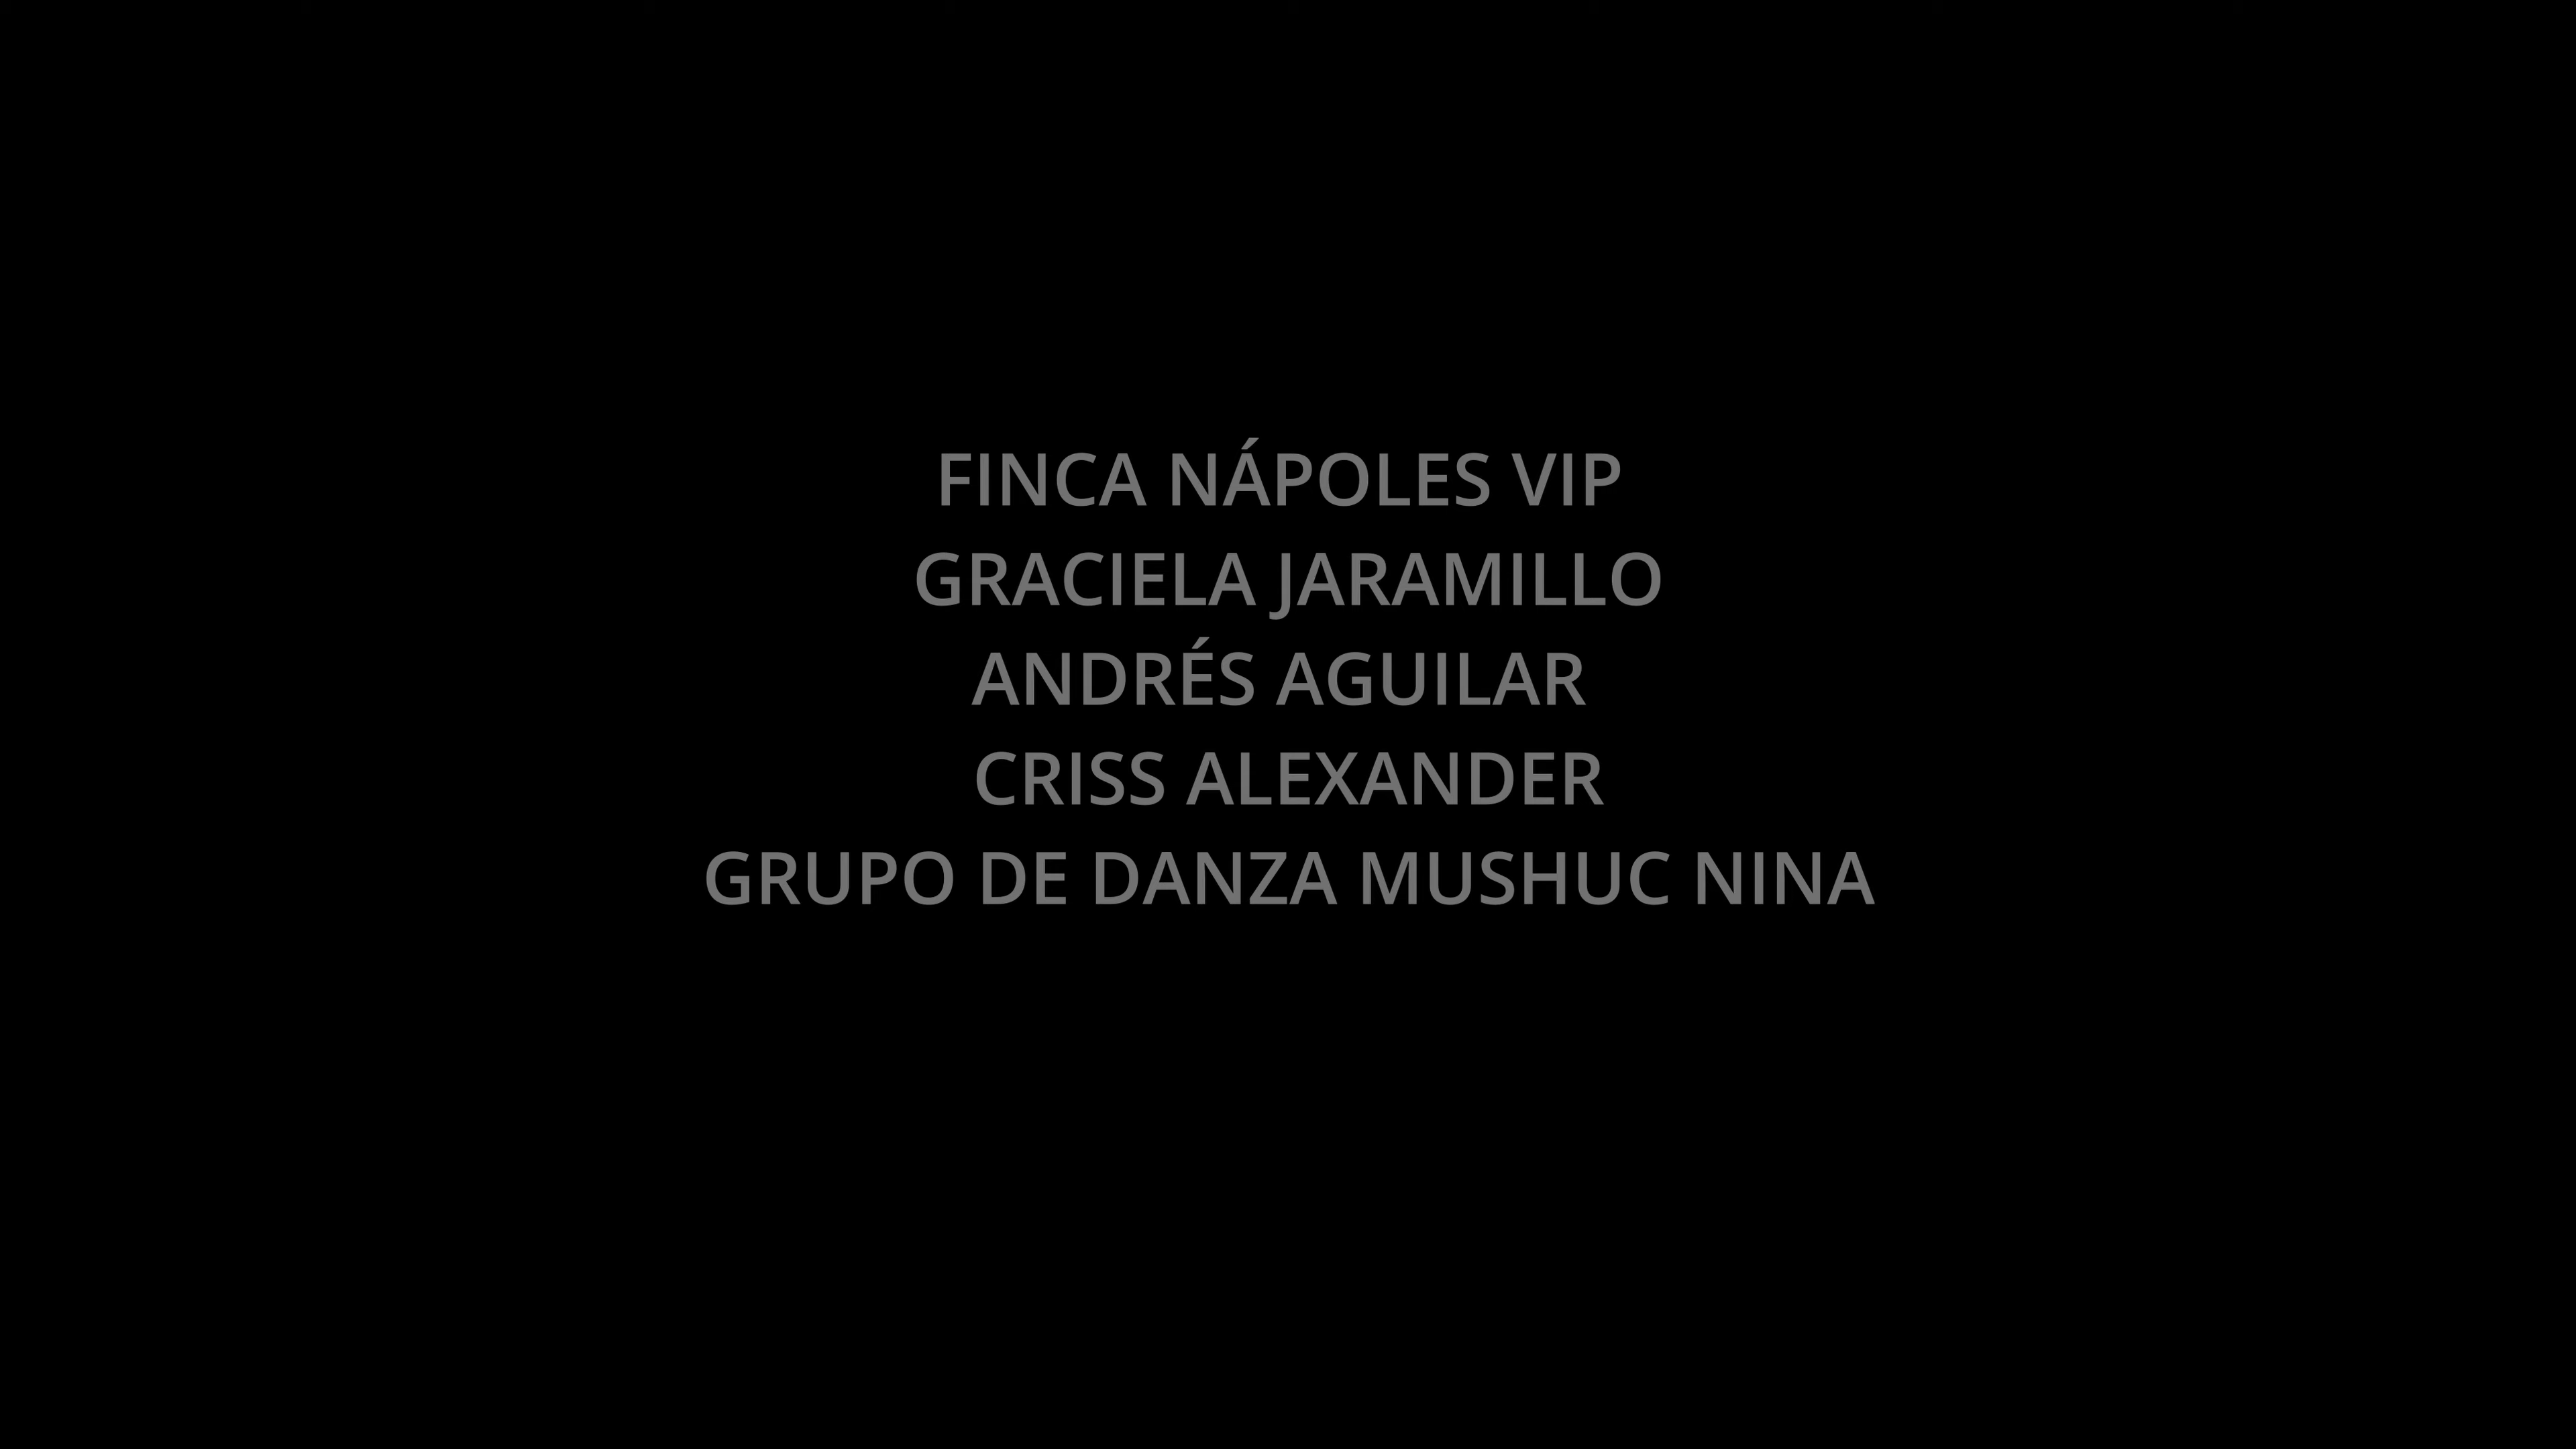 FINCA NÁPOLES VIP
GRACIELA JARAMILLO
ANDRÉS AGUILAR
CRISS ALEXANDER
GRUPO DE DANZA MUSHUC NINA